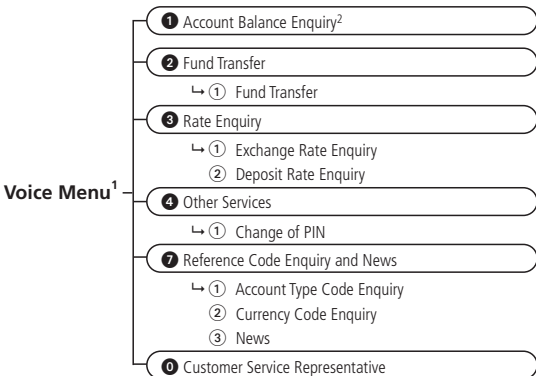 ❶ Account Balance Enquiry²
❷ Fund Transfer
↳ ① Fund Transfer
❸ Rate Enquiry
↳ ① Exchange Rate Enquiry
② Deposit Rate Enquiry
Voice Menu¹
❹ Other Services
↳ ① Change of PIN
❼ Reference Code Enquiry and News
↳ ① Account Type Code Enquiry
② Currency Code Enquiry
③ News
⓿ Customer Service Representative